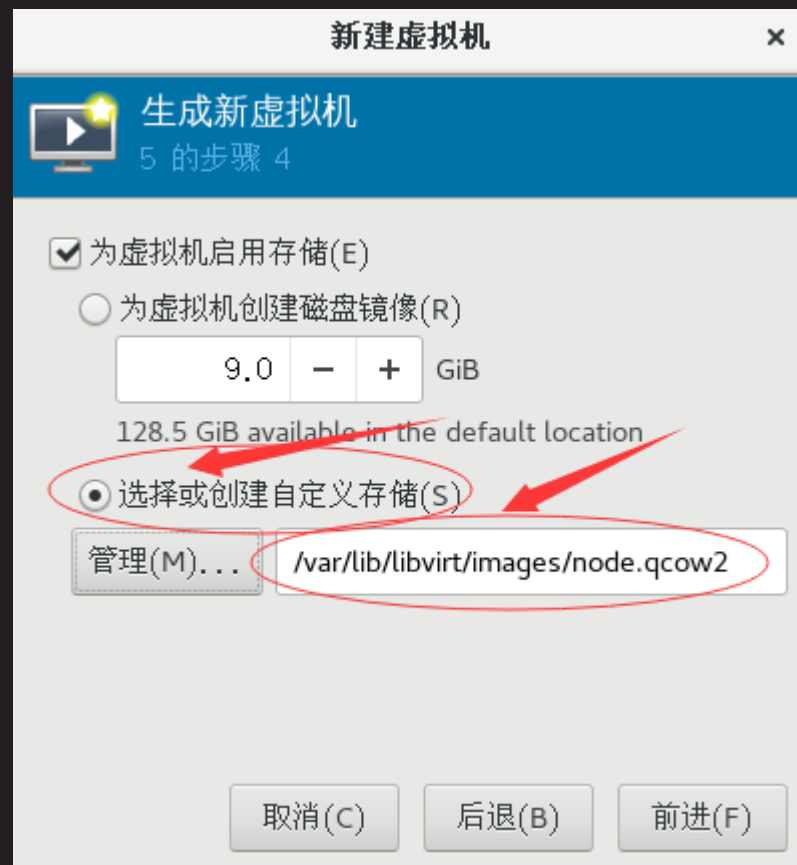 新建虚拟机 ×
生成新虚拟机
5 的步骤 4
为虚拟机启用存储(E)
为虚拟机创建磁盘镜像(R)
9.0 − + GiB
128.5 GiB available in the default location
选择或创建自定义存储(S)
管理(M)... /var/lib/libvirt/images/node.qcow2
取消(C) 后退(B) 前进(F)